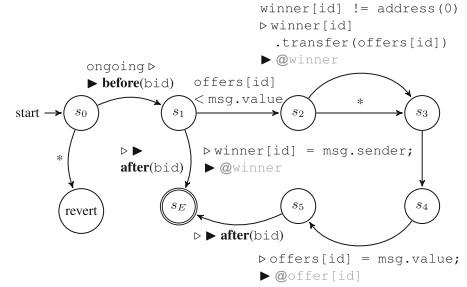 winner[id] != address(0)
▷ winner[id]
.transfer(offers[id])
▶ @winner
ongoing ▷
▶ before(bid)
offers[id]
< msg.value
*
start
s₀
s₁
s₂
s₃
*
▷ ▶
after(bid)
▷ winner[id] = msg.sender;
▶ @winner
revert
s_E
s₅
s₄
▷ ▶ after(bid)
▷ offers[id] = msg.value;
▶ @offer[id]